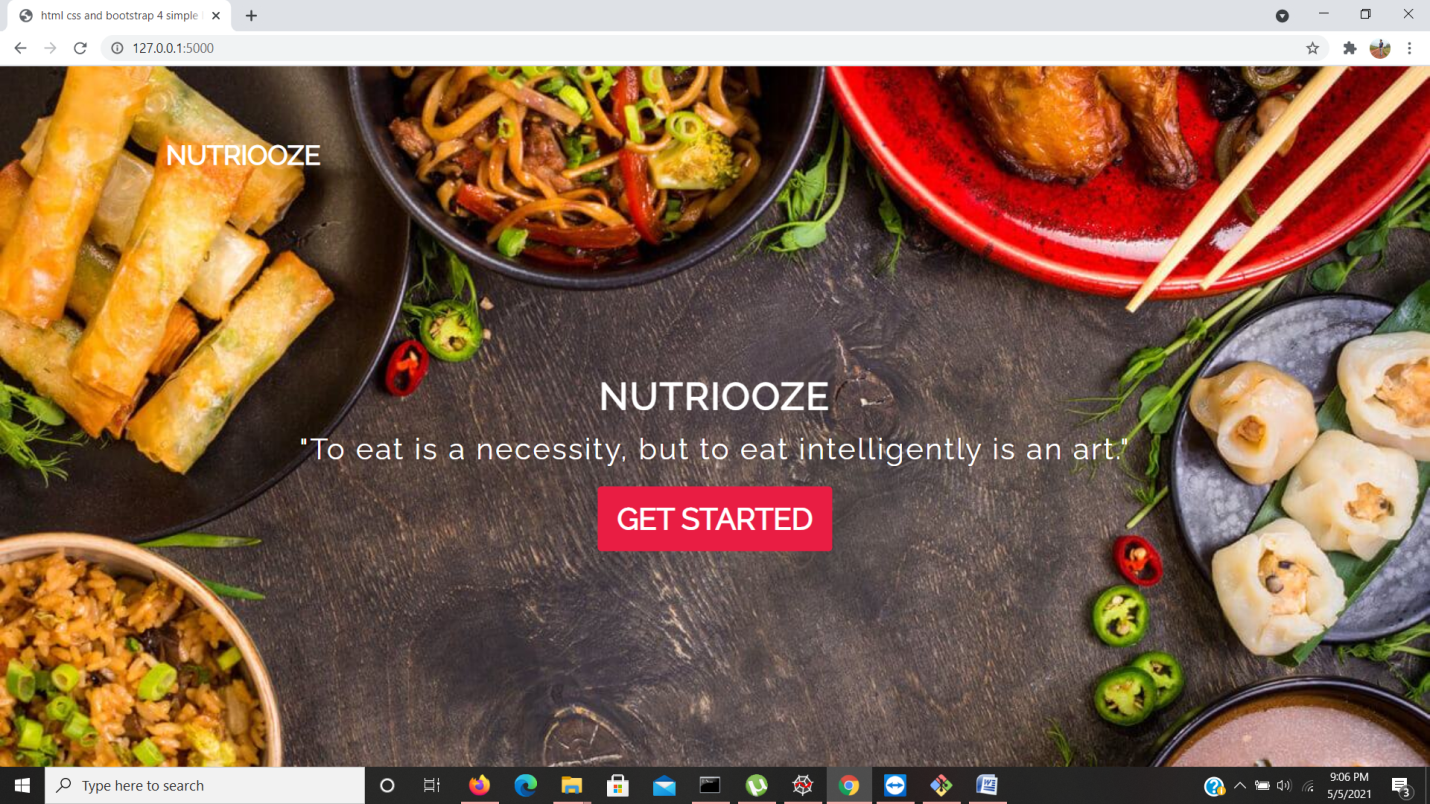 html css and bootstrap 4 simple
127.0.0.1:5000
NUTRIOOZE
NUTRIOOZE
"To eat is a necessity, but to eat intelligently is an art."
GET STARTED
Type here to search
9:06 PM
5/5/2021
3